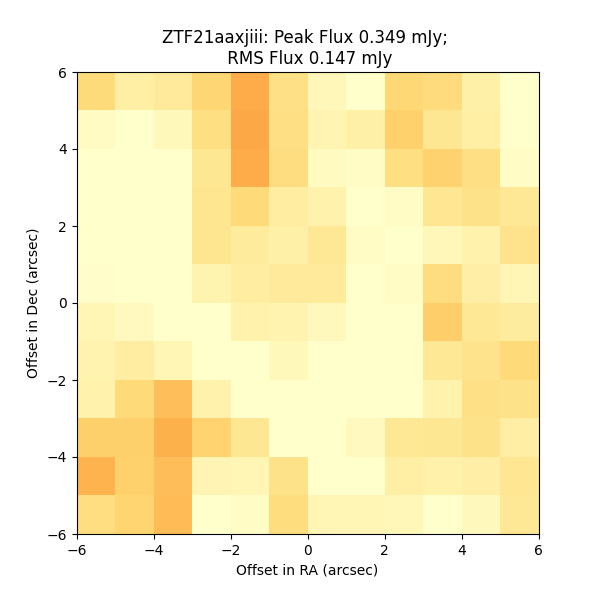 ZTF21aaxjiii: Peak Flux 0.349 mJy;
RMS Flux 0.147 mJy
6
4
2
0
−2
−4
−6
Offset in Dec (arcsec)
−6 −4 −2 0 2 4 6
Offset in RA (arcsec)